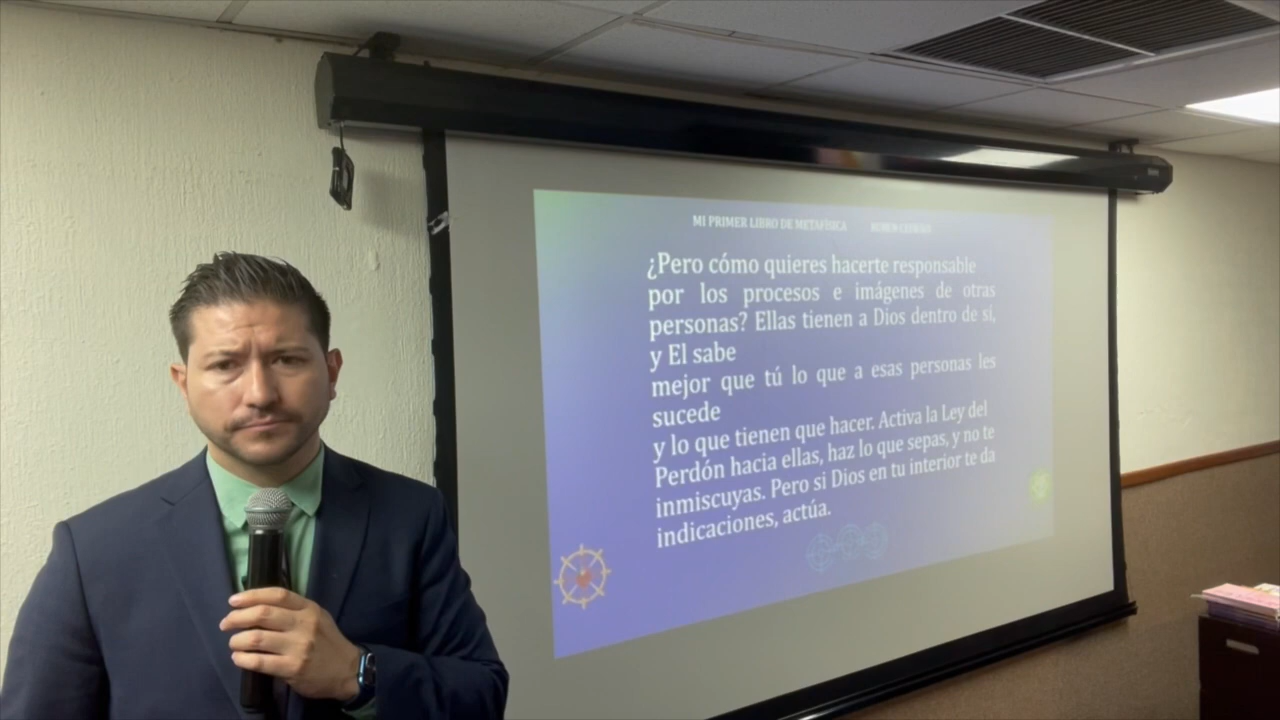 MI PRIMER LIBRO DE METAFÍSICA RUBEN CEDEÑO
¿Pero cómo quieres hacerte responsable
por los procesos e imágenes de otras
personas? Ellas tienen a Dios dentro de sí,
y El sabe
mejor que tú lo que a esas personas les
sucede
y lo que tienen que hacer. Activa la Ley del
Perdón hacia ellas, haz lo que sepas, y no te
inmiscuyas. Pero si Dios en tu interior te da
indicaciones, actúa.